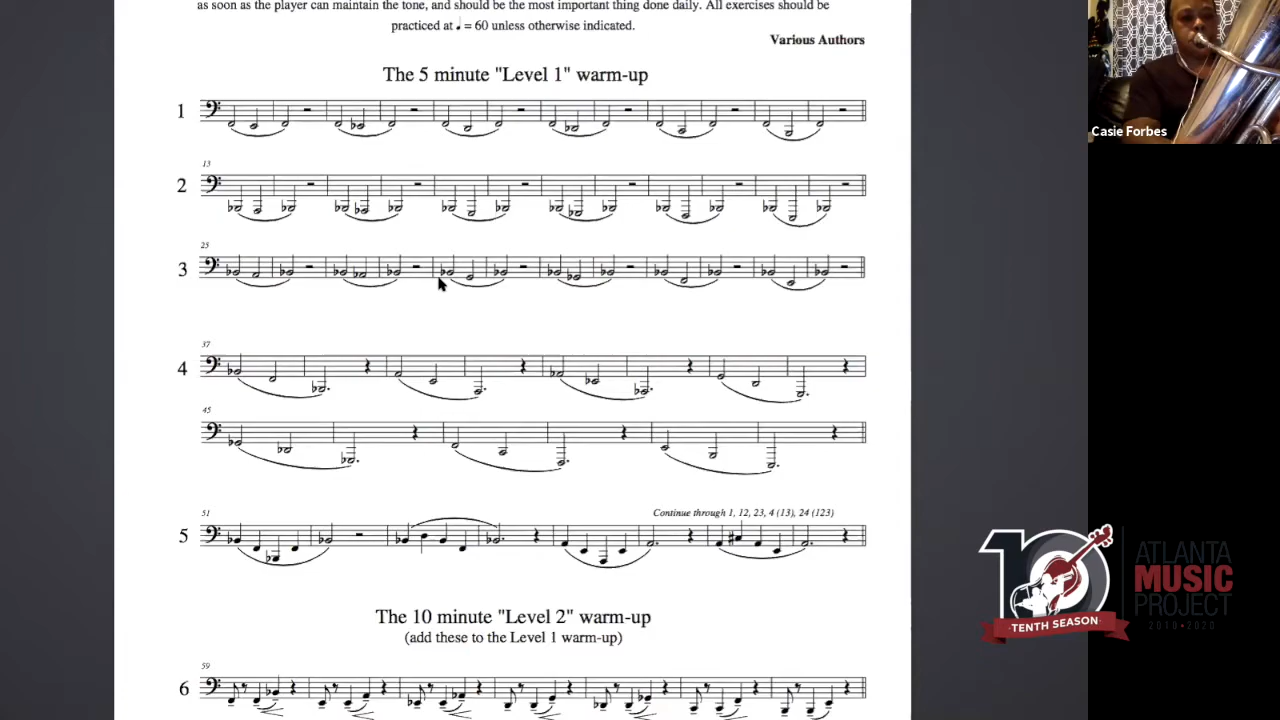 as soon as the player can maintain the tone, and should be the most important thing done daily. All exercises should be
practiced at ♩ = 60 unless otherwise indicated.
Various Authors
The 5 minute "Level 1" warm-up
1
13
2
25
3
37
4
45
51
Continue through 1, 12, 23, 4 (13), 24 (123)
5
The 10 minute "Level 2" warm-up
(add these to the Level 1 warm-up)
59
6
Casie Forbes
10
TENTH SEASON
ATLANTA
MUSIC
PROJECT
2010•2020